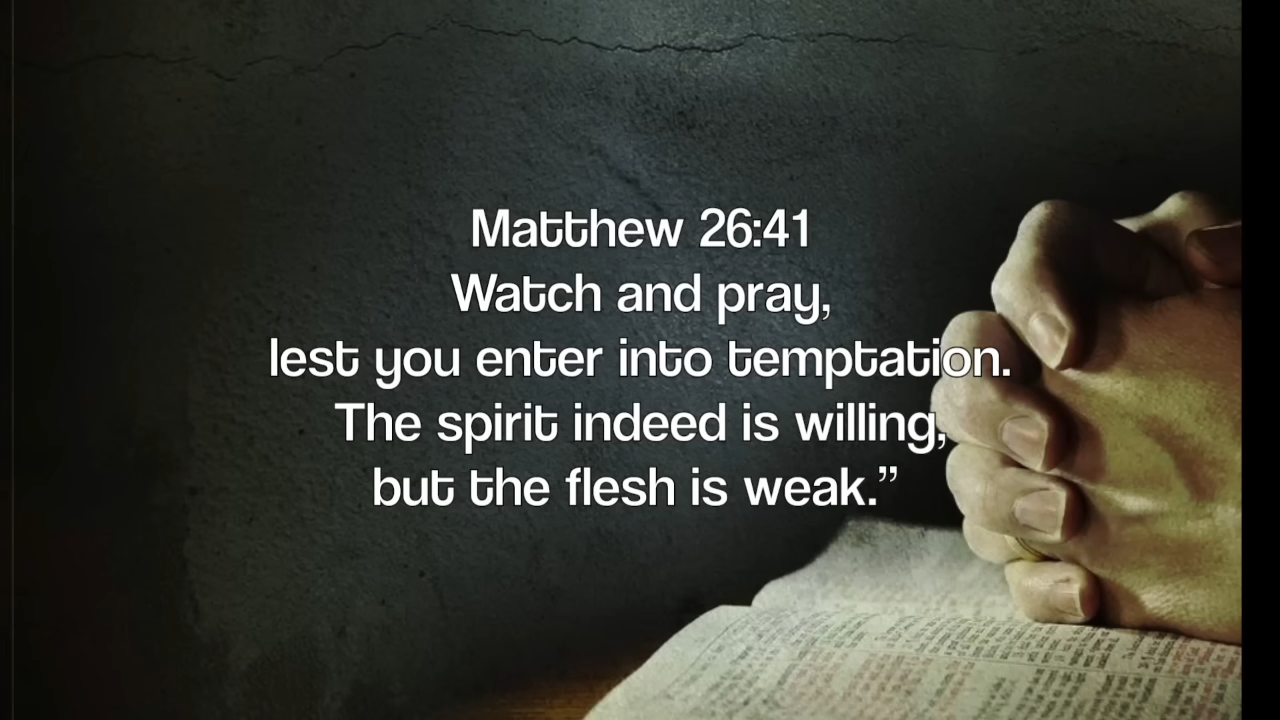 Matthew 26:41
Watch and pray,
lest you enter into temptation.
The spirit indeed is willing,
but the flesh is weak.”